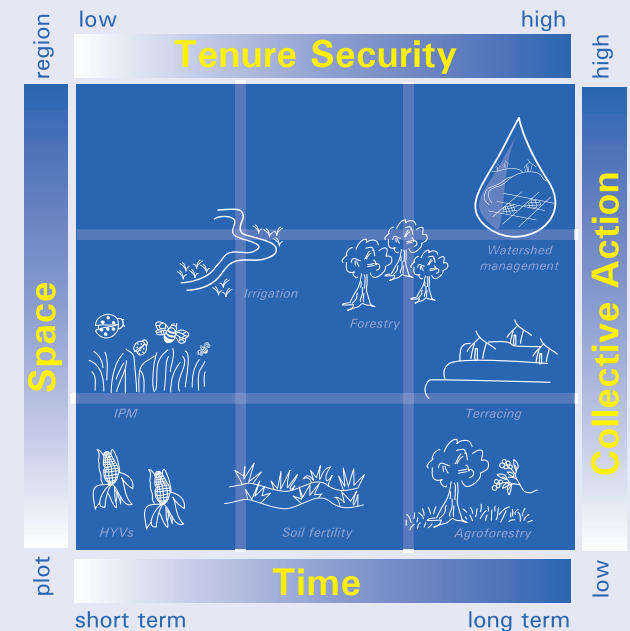 low
high
Tenure Security
region
high
Space
Collective Action
Watershed
management
Irrigation
Forestry
IPM
Terracing
HYVs
Soil fertility
Agroforestry
plot
low
Time
short term
long term